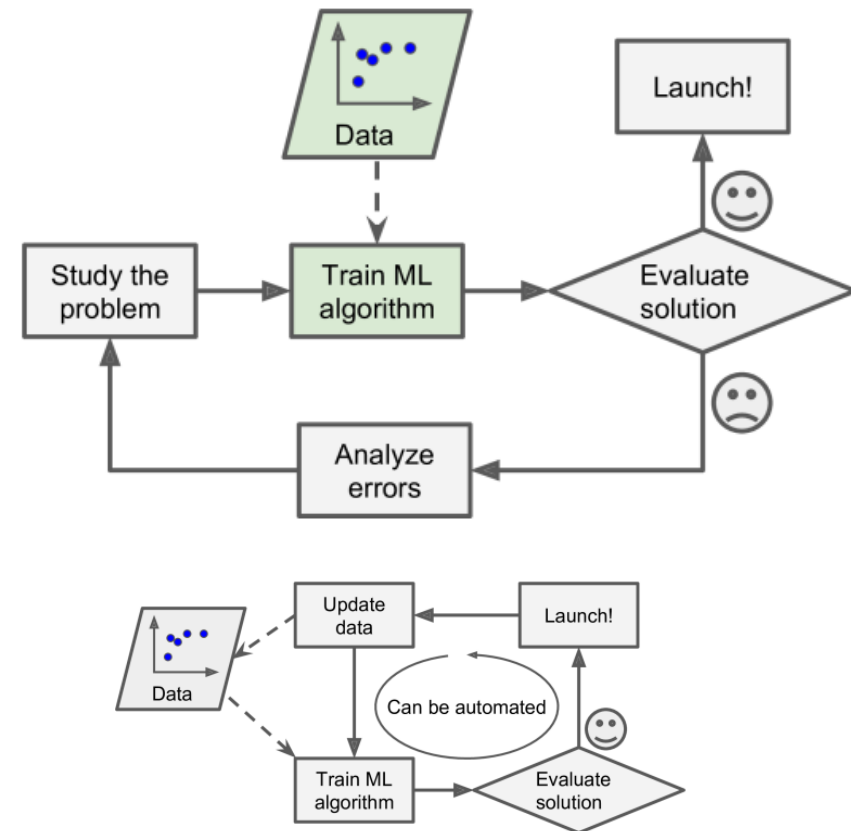 Data
Launch!
Study the
problem
Train ML
algorithm
Evaluate
solution
Analyze
errors
Update
data
Launch!
Data
Can be automated
Train ML
algorithm
Evaluate
solution